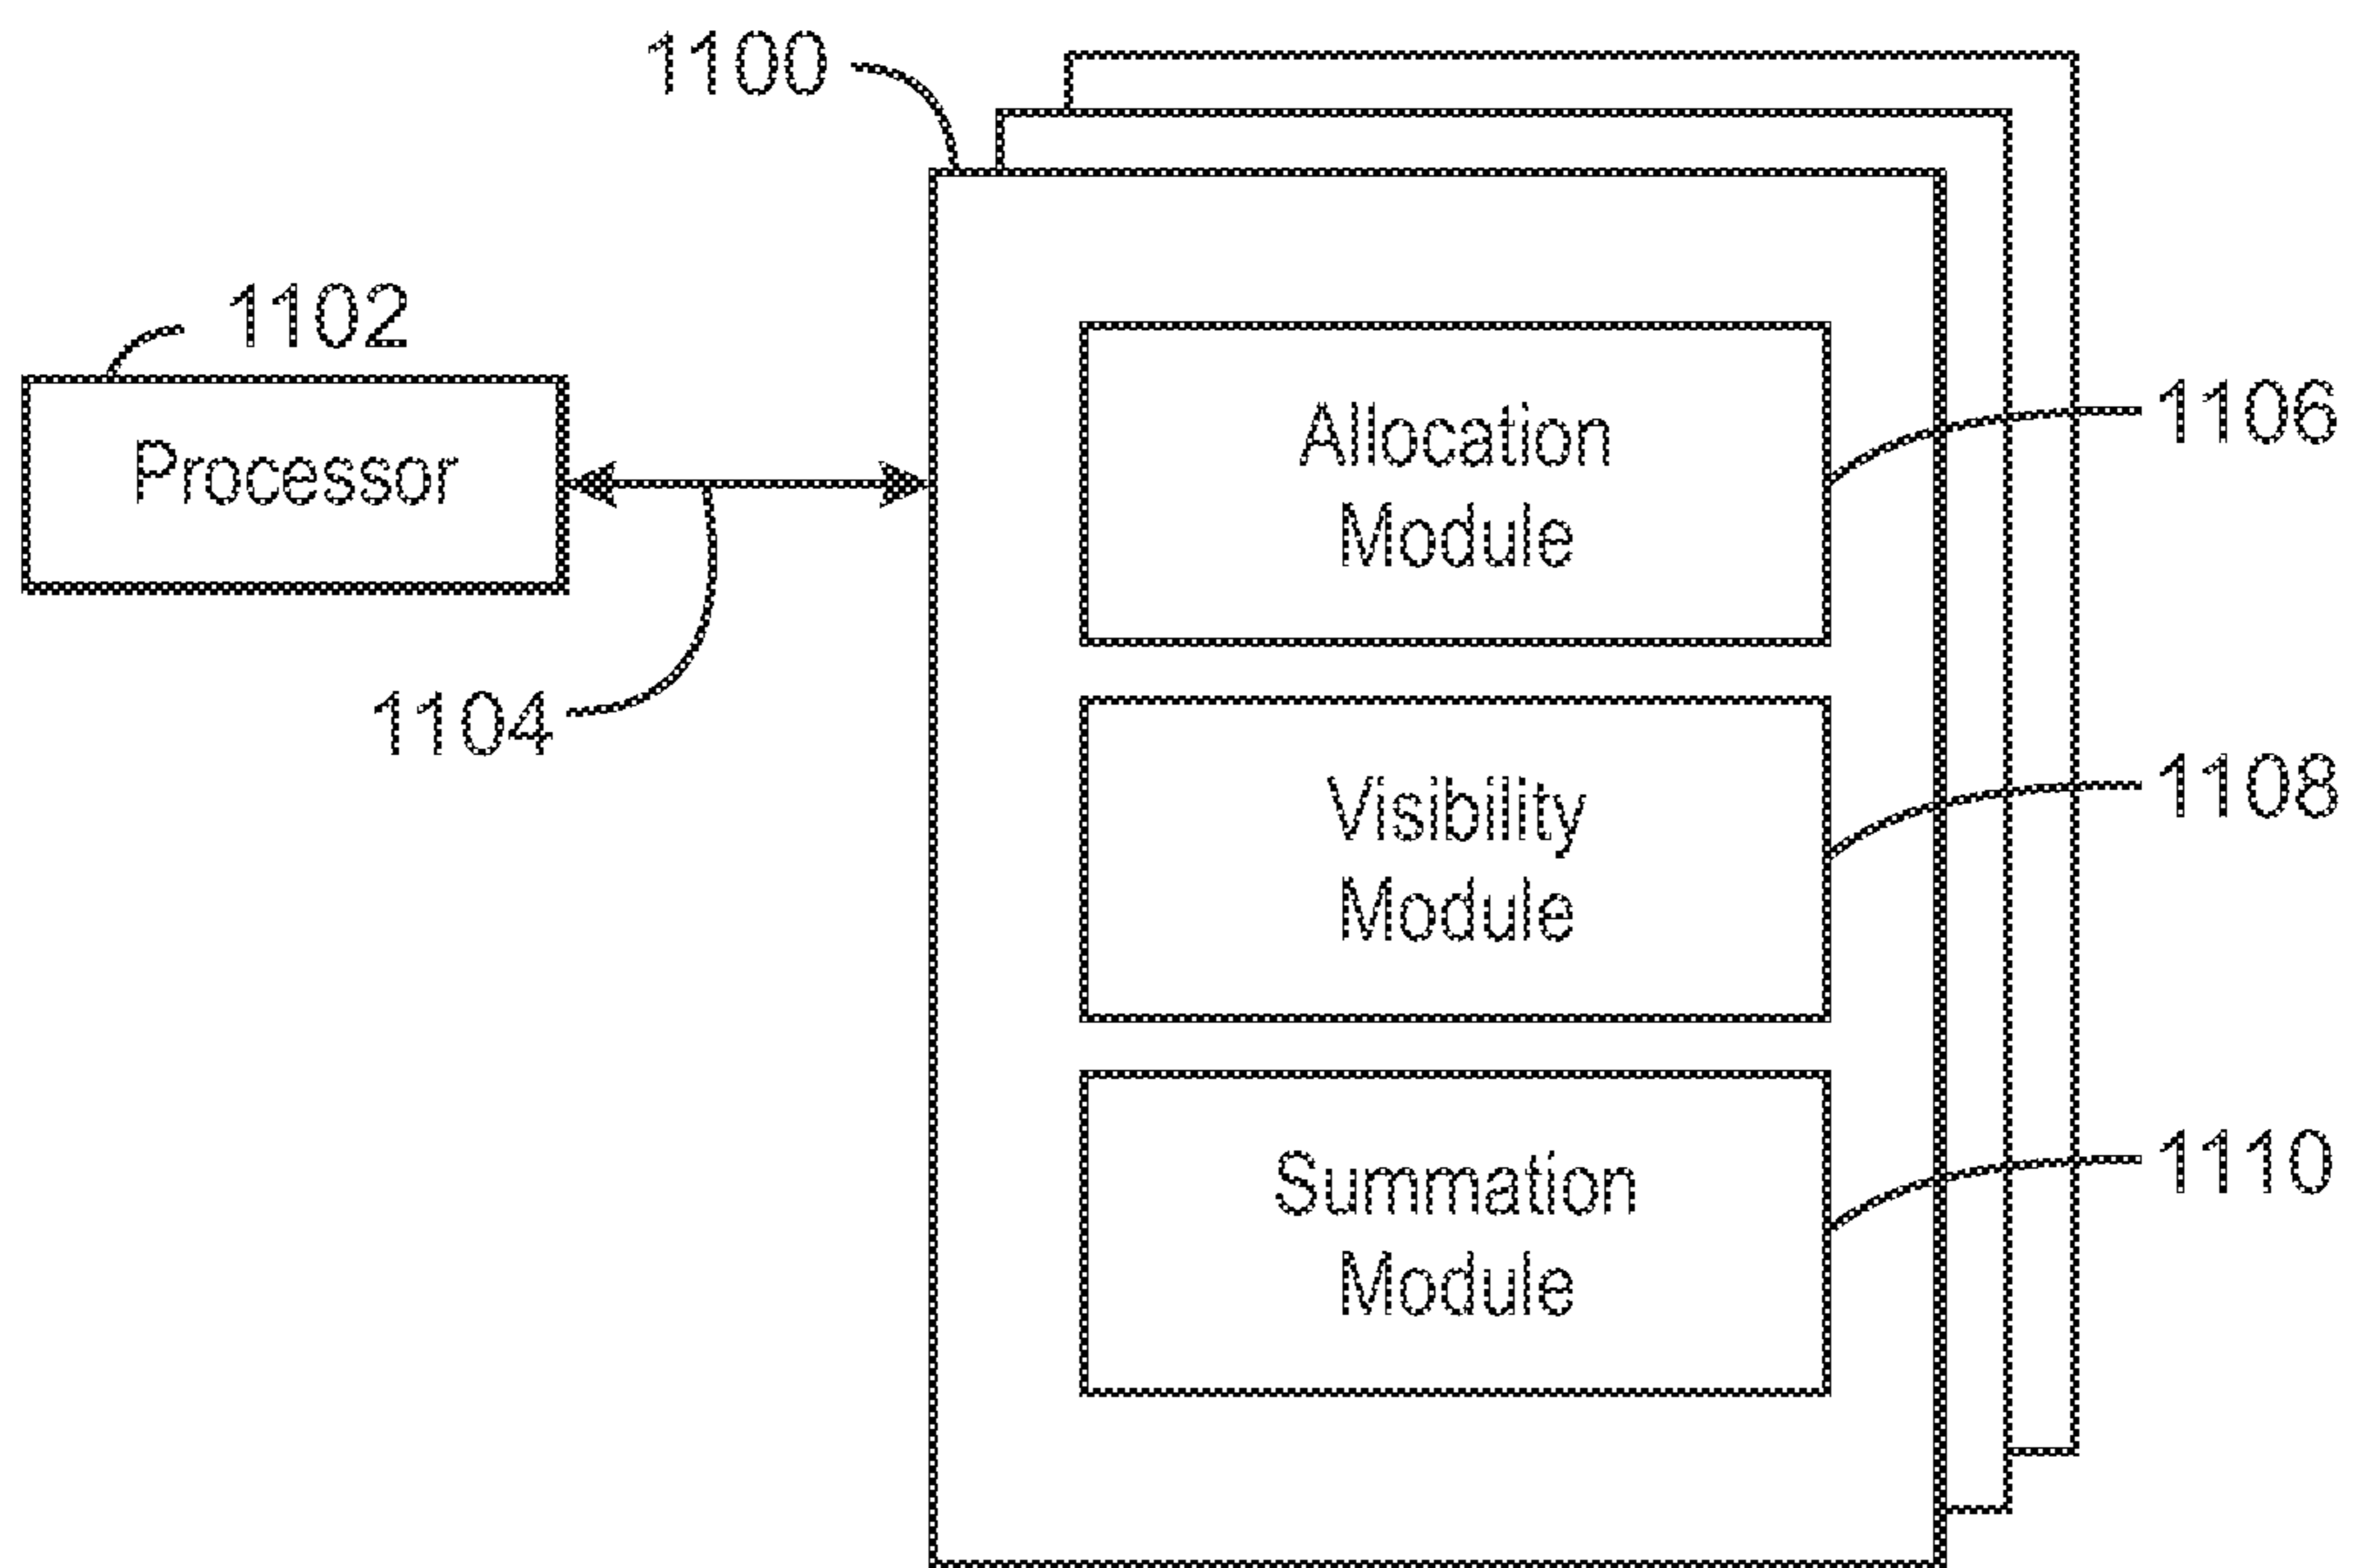 1100
1102
Processor
1104
Allocation
Module
1106
Visibility
Module
1108
Summation
Module
1110